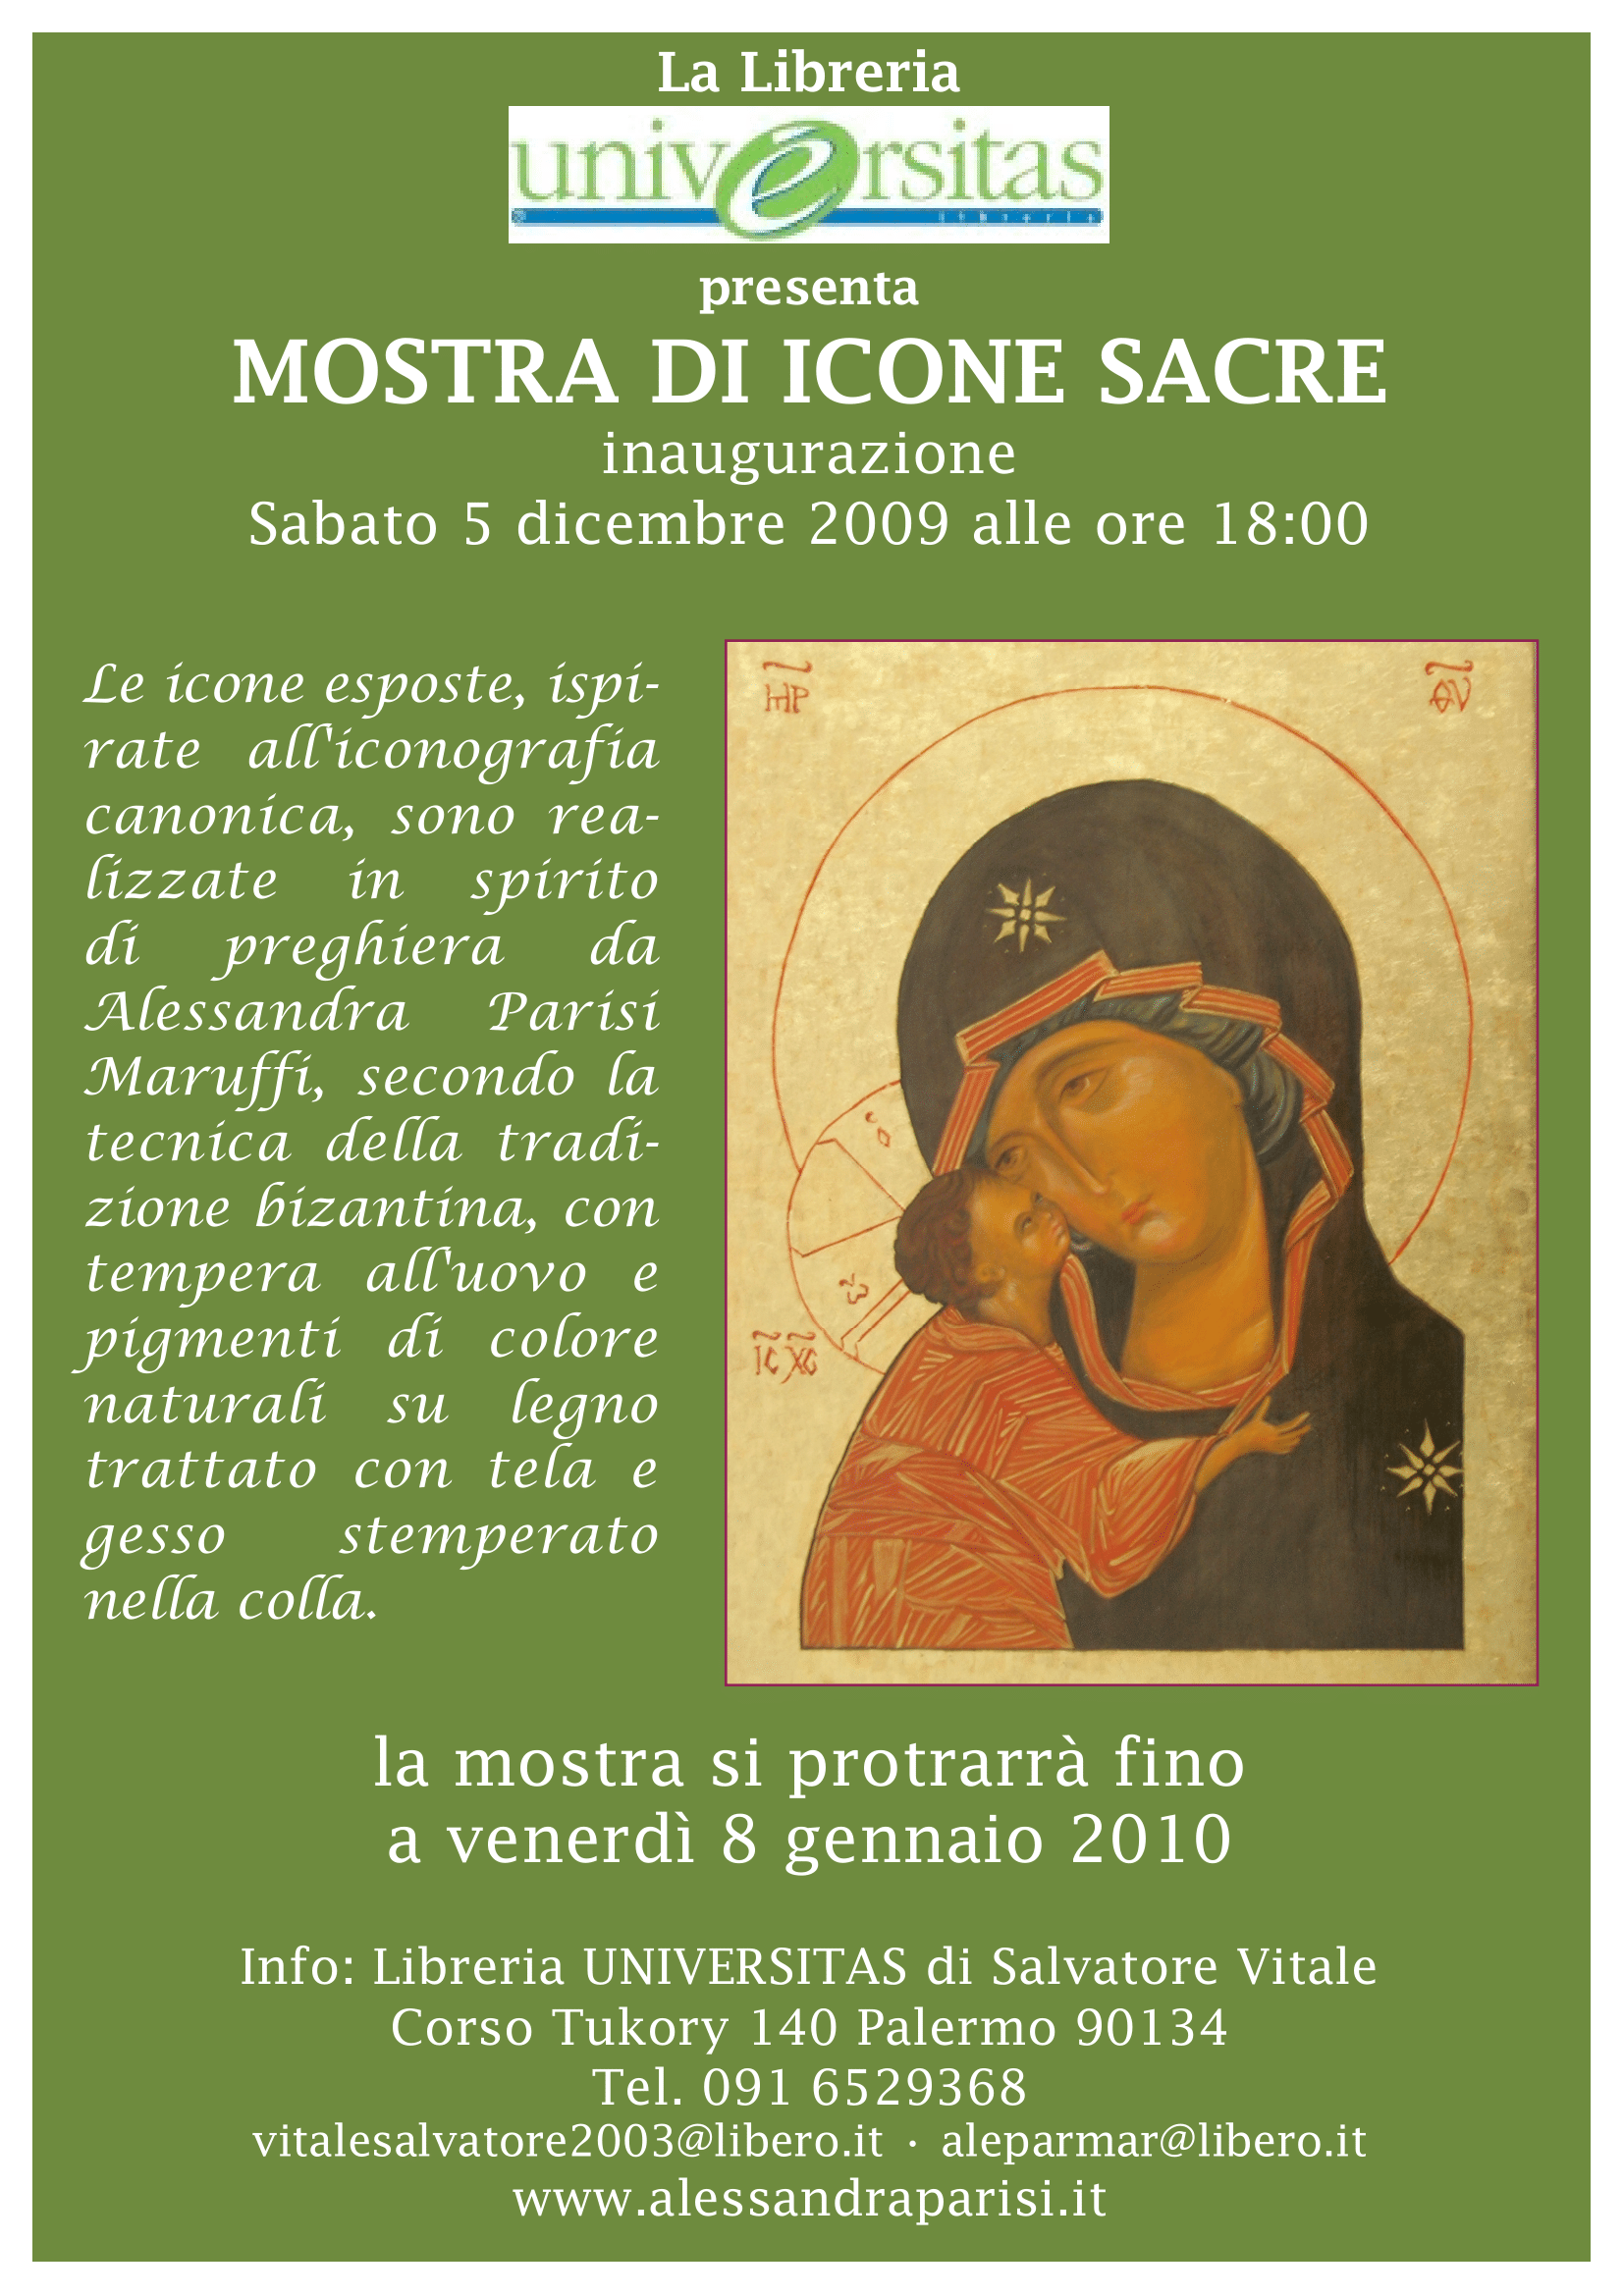 La Libreria
universitas
libreria
presenta
MOSTRA DI ICONE SACRE
inaugurazione
Sabato 5 dicembre 2009 alle ore 18:00
Le icone esposte, ispi-
rate all'iconografia
canonica, sono rea-
lizzate in spirito
di preghiera da
Alessandra Parisi
Maruffi, secondo la
tecnica della tradi-
zione bizantina, con
tempera all'uovo e
pigmenti di colore
naturali su legno
trattato con tela e
gesso stemperato
nella colla.
ΜΡ ΘΥ
IC XC
la mostra si protrarrà fino
a venerdì 8 gennaio 2010
Info: Libreria UNIVERSITAS di Salvatore Vitale
Corso Tukory 140 Palermo 90134
Tel. 091 6529368
vitalesalvatore2003@libero.it · aleparmar@libero.it
www.alessandraparisi.it